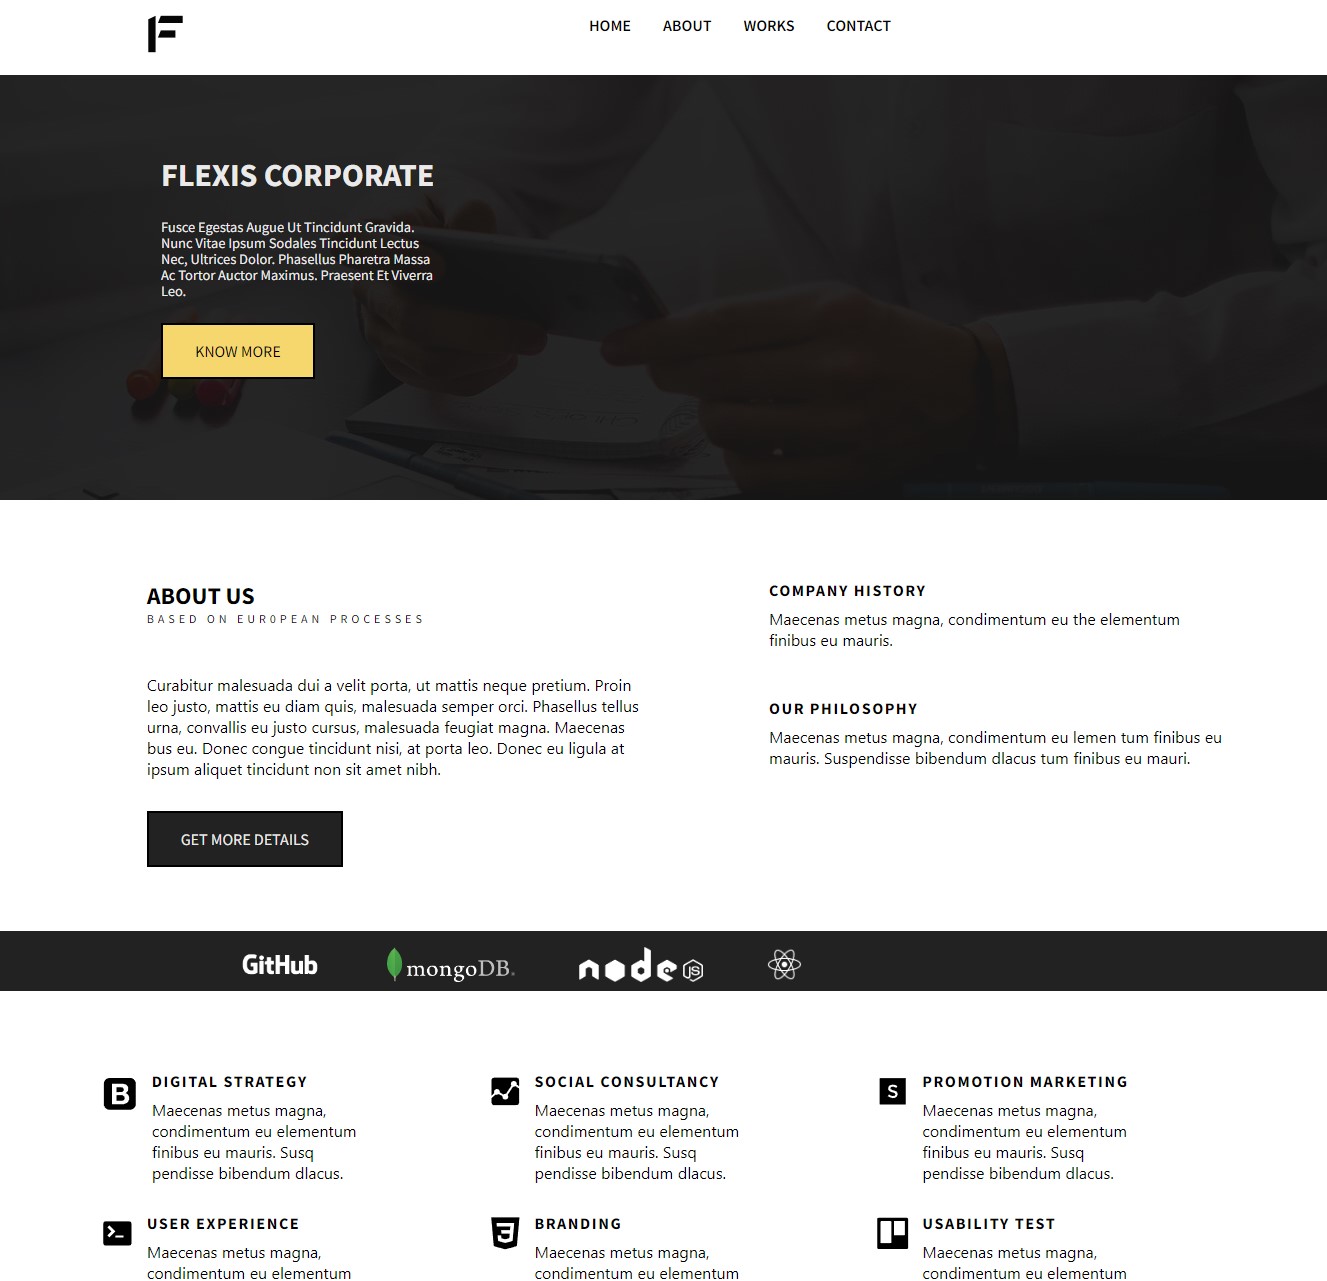 HOME ABOUT WORKS CONTACT
FLEXIS CORPORATE
Fusce Egestas Augue Ut Tincidunt Gravida.
Nunc Vitae Ipsum Sodales Tincidunt Lectus
Nec, Ultrices Dolor. Phasellus Pharetra Massa
Ac Tortor Auctor Maximus. Praesent Et Viverra
Leo.
KNOW MORE
ABOUT US
BASED ON EUR0PEAN PROCESSES
Curabitur malesuada dui a velit porta, ut mattis neque pretium. Proin
leo justo, mattis eu diam quis, malesuada semper orci. Phasellus tellus
urna, convallis eu justo cursus, malesuada feugiat magna. Maecenas
bus eu. Donec congue tincidunt nisi, at porta leo. Donec eu ligula at
ipsum aliquet tincidunt non sit amet nibh.
GET MORE DETAILS
COMPANY HISTORY
Maecenas metus magna, condimentum eu the elementum
finibus eu mauris.
OUR PHILOSOPHY
Maecenas metus magna, condimentum eu lemen tum finibus eu
mauris. Suspendisse bibendum dlacus tum finibus eu mauri.
GitHub mongoDB. node JS
B
DIGITAL STRATEGY
Maecenas metus magna,
condimentum eu elementum
finibus eu mauris. Susq
pendisse bibendum dlacus.
SOCIAL CONSULTANCY
Maecenas metus magna,
condimentum eu elementum
finibus eu mauris. Susq
pendisse bibendum dlacus.
S
PROMOTION MARKETING
Maecenas metus magna,
condimentum eu elementum
finibus eu mauris. Susq
pendisse bibendum dlacus.
USER EXPERIENCE
Maecenas metus magna,
condimentum eu elementum
3
BRANDING
Maecenas metus magna,
condimentum eu elementum
USABILITY TEST
Maecenas metus magna,
condimentum eu elementum